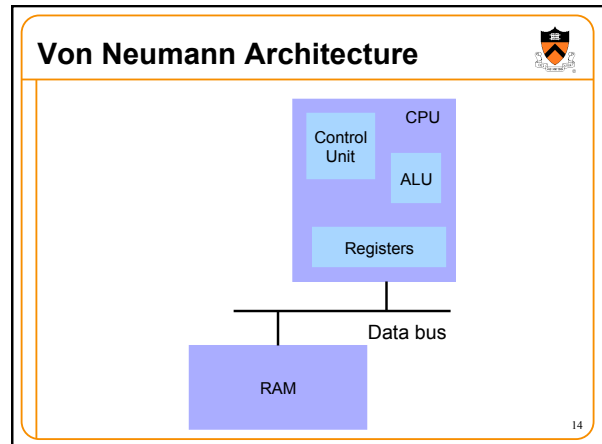 Von Neumann Architecture
CPU
Control
Unit
ALU
Registers
Data bus
RAM
14